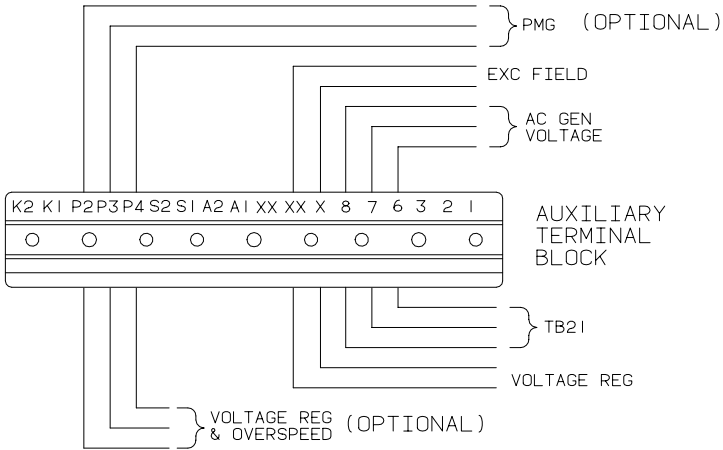 PMG (OPTIONAL)
EXC FIELD
AC GEN
VOLTAGE
K2 K1 P2 P3 P4 S2 S1 A2 A1 XX XX X 8 7 6 3 2 1
AUXILIARY
TERMINAL
BLOCK
TB21
VOLTAGE REG
VOLTAGE REG
& OVERSPEED (OPTIONAL)